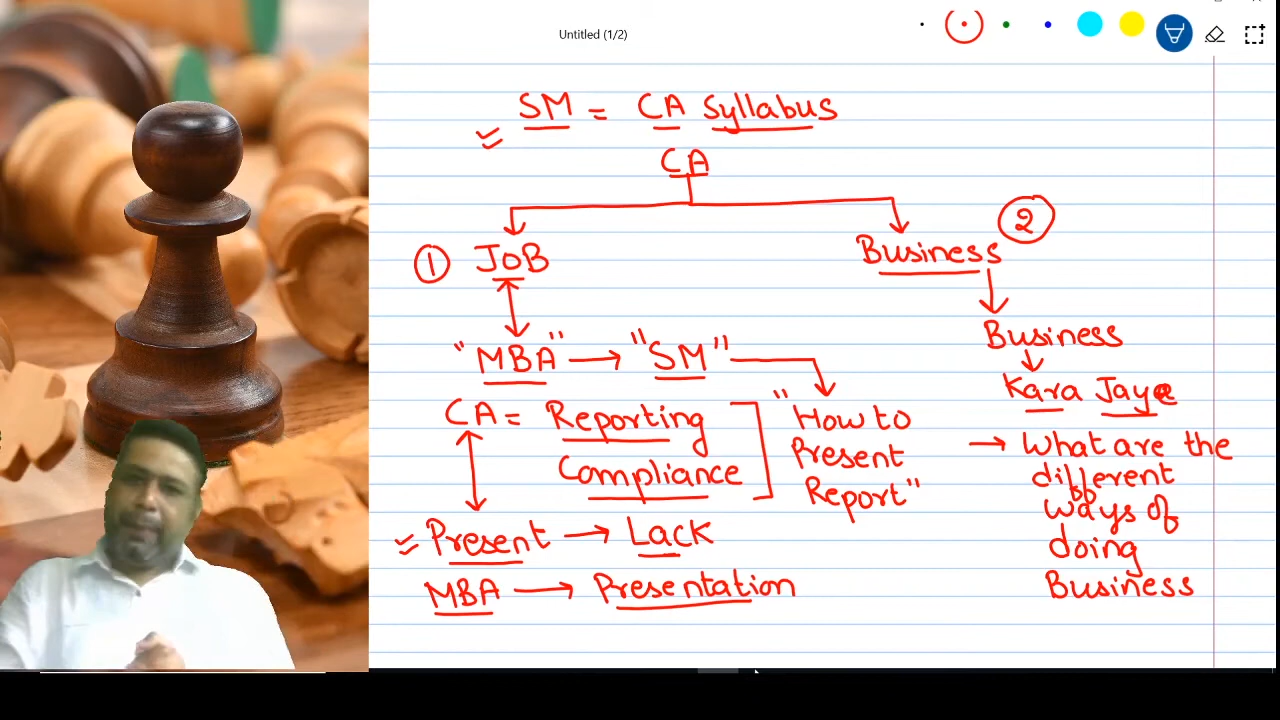 Untitled (1/2)
SM = CA Syllabus
CA
① JOB
Business ②
"MBA" → "SM"
CA = Reporting
Compliance
"How to
Present
Report"
Present → Lack
MBA → Presentation
Business
Kara Jaye
→ What are the
different
ways of
doing
Business